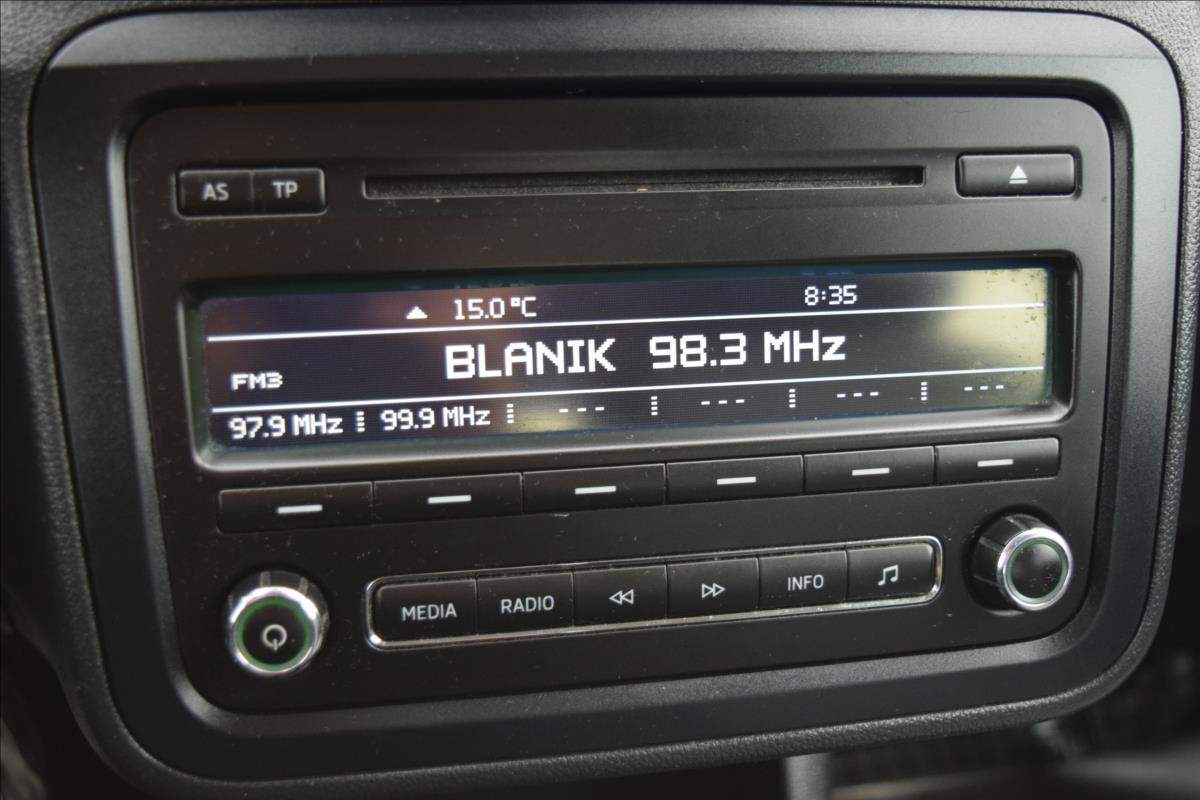 AS TP
15.0°C 8:35
BLANIK 98.3 MHz
FM3
97.9 MHz 99.9 MHz --- --- --- ---
MEDIA RADIO INFO